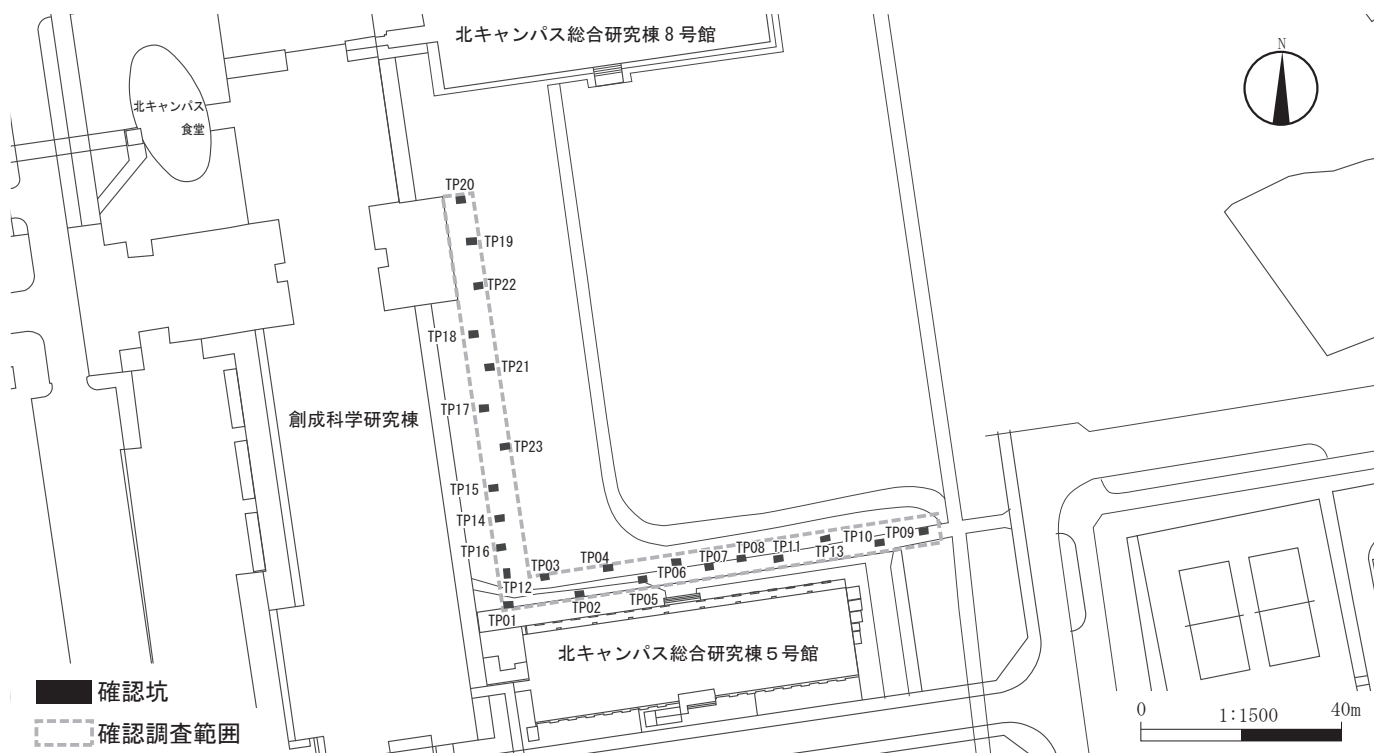 北キャンパス総合研究棟８号館
N
北キャンパス
食堂
TP20
TP19
TP22
TP18
TP21
TP17
創成科学研究棟
TP23
TP15
TP14
TP16
TP03
TP04
TP12
TP06
TP07
TP08
TP11
TP13
TP10
TP09
TP01
TP02
TP05
北キャンパス総合研究棟５号館
確認坑
確認調査範囲
0
1:1500
40m